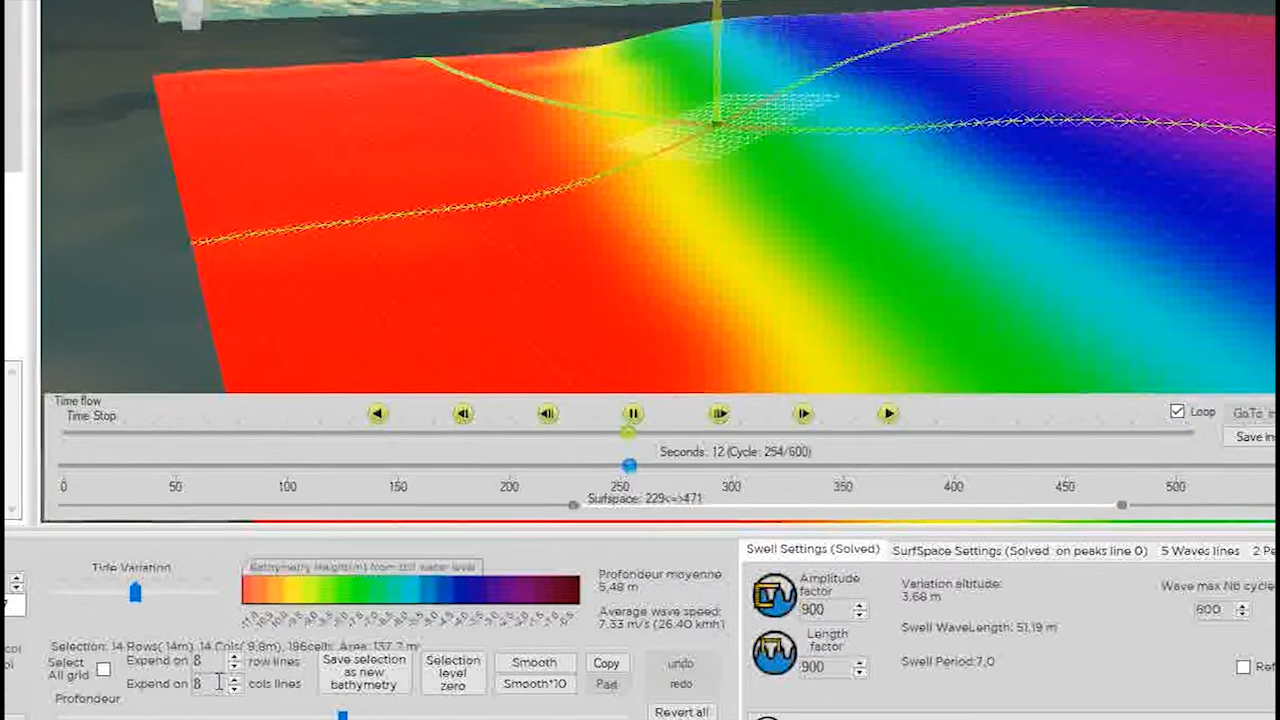 Time flow
Time Stop
Loop
GoTo
Save
Seconds: 12 (Cycle: 254/600)
0 50 100 150 200 250 300 350 400 450 500
Surfspace: 229<=>471
Tide Variation
Bathymetry Height(m) from still water level
Profondeur moyenne
5,48 m
Average wave speed:
7.33 m/s (26.40 kmh)
Selection: 14 Rows( 14m), 14 Cols( 9,8m), 196cells, Area: 137,2 m
Select
All grid
Expend on 8 row lines
Expend on 8 cols lines
Save selection
as new
bathymetry
Selection
level
zero
Smooth
Smooth*10
Copy
Past
undo
redo
Revert all
Profondeur
Swell Settings (Solved)
SurfSpace Settings (Solved on peaks line 0)
5 Waves lines
Amplitude
factor
900
Length
factor
900
Variation altitude:
3,68 m
Swell WaveLength: 51,19 m
Swell Period:7,0
Wave max Nb cycle
600